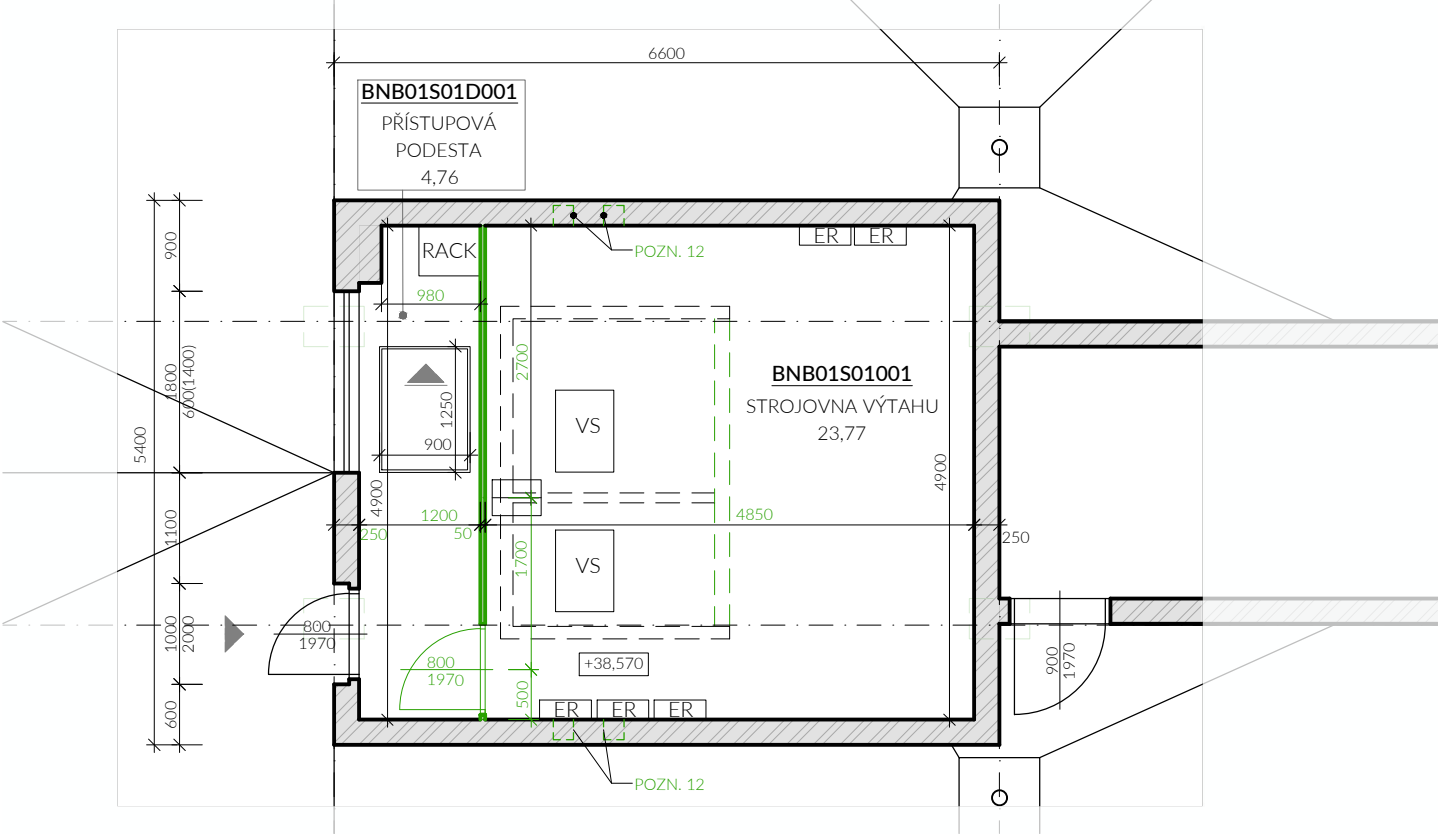 6600
BNB01S01D001
PŘÍSTUPOVÁ
PODESTA
4,76
900
RACK
POZN. 12
ER
ER
980
1800
600(1400)
2700
BNB01S01001
STROJOVNA VÝTAHU
23,77
1250
VS
900
5400
4900
4900
1200
4850
250
50
250
1100
1700
VS
800
1970
1000
2000
800
1970
+38,570
900
1970
500
600
ER
ER
ER
POZN. 12